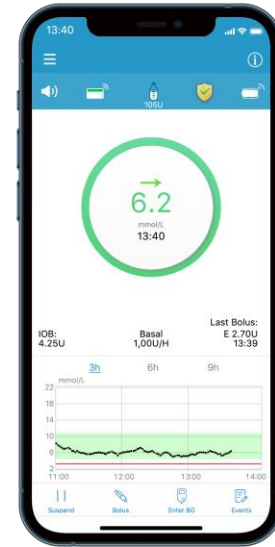 13:40
105U
6.2
mmol/L
13:40
IOB:
4.25U
Basal
1,00U/H
Last Bolus:
E 2.70U
13:39
3h 6h 9h
mmol/L
22
18
14
10
6
2
11:00 12:00 13:00 14:00
Suspend Bolus Enter BG Events